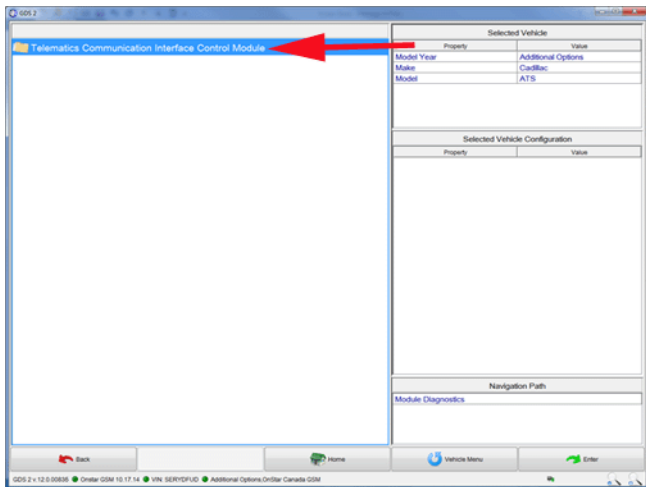 GDS 2
Telematics Communication Interface Control Module
Selected Vehicle
Property Value
Model Year Additional Options
Make Cadillac
Model ATS
Selected Vehicle Configuration
Property Value
Navigation Path
Module Diagnostics
Back Home Vehicle Menu Enter
GDS 2 v 12.0.00836 Onstar GSM 10.17.14 VIN: SERYDFUD Additional Options;OnStar Canada GSM